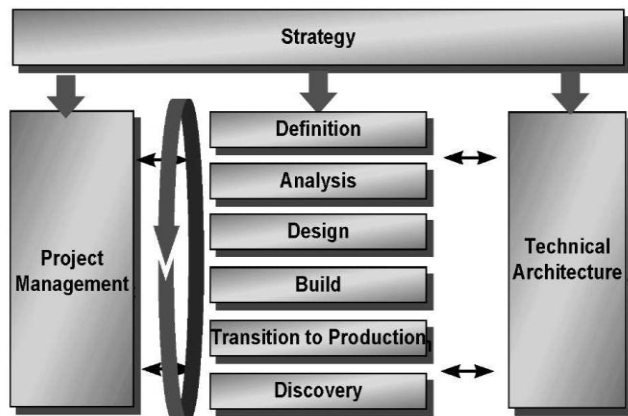 Strategy
Definition
Analysis
Design
Build
Transition to Production
Discovery
Project
Management
Technical
Architecture